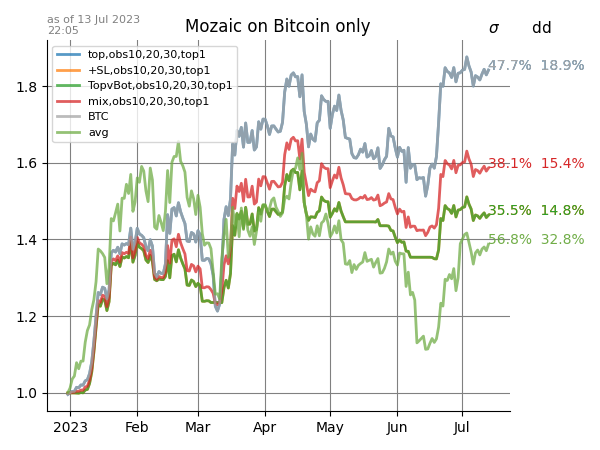 as of 13 Jul 2023
22:05
Mozaic on Bitcoin only
σ dd
top,obs10,20,30,top1
+SL,obs10,20,30,top1
TopvBot,obs10,20,30,top1
mix,obs10,20,30,top1
BTC
avg
47.7% 18.9%
38.1% 15.4%
35.5% 14.8%
56.8% 32.8%
1.8
1.6
1.4
1.2
1.0
2023 Feb Mar Apr May Jun Jul